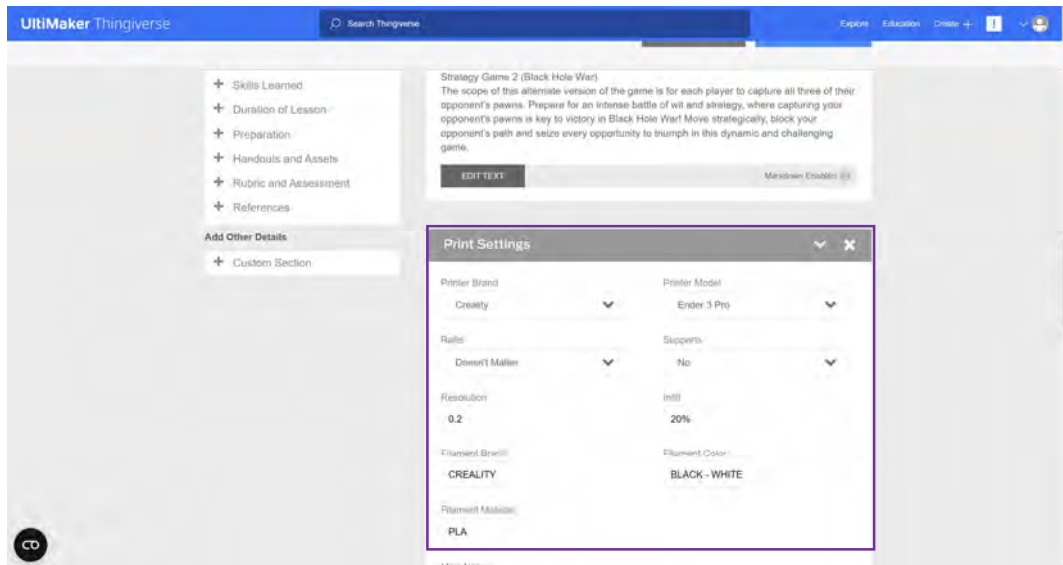 UltiMaker Thingiverse
Search Thingiverse
Explore Education Create
Skills Learned
Duration of Lesson
Preparation
Handouts and Assets
Rubric and Assessment
References
Add Other Details
Custom Section
Strategy Game 2 (Black Hole War)
The scope of this alternate version of the game is for each player to capture all three of their
opponent's pawns. Prepare for an intense battle of wit and strategy, where capturing your
opponent's pawns is key to victory in Black Hole War! Move strategically, block your
opponent's path and seize every opportunity to triumph in this dynamic and challenging
game.
EDIT TEXT
Markdown Enabled
Print Settings
Printer Brand
Printer Model
Creality
Ender 3 Pro
Rafts
Supports
Doesn't Matter
No
Resolution
Infill
0.2
20%
Filament Brand
Filament Color
CREALITY
BLACK - WHITE
Filament Material
PLA